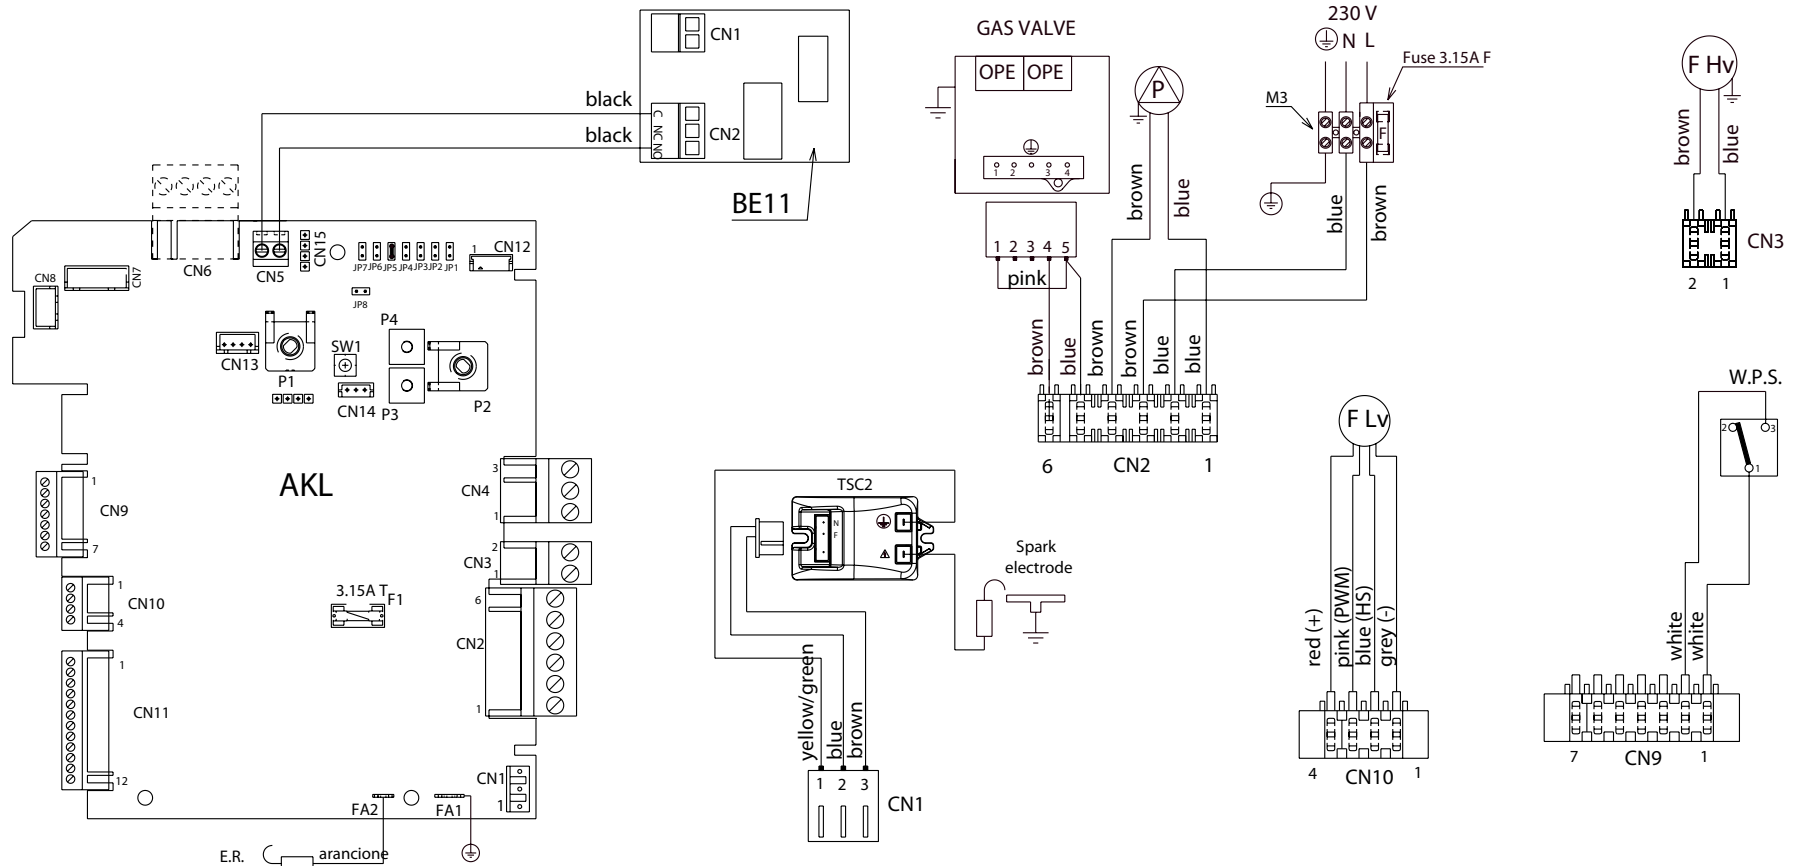 CN1
black
black
C NC NO
CN2
BE11
GAS VALVE
OPE OPE
1 2 3 4
P
230 V
N L
Fuse 3.15A F
M3
F
brown
blue
blue
brown
1 2 3 4 5
pink
brown
blue
brown
brown
blue
blue
6 CN2 1
F Hv
brown
blue
CN3
2 1
CN8
CN7
CN6
CN5
CN15
JP7 JP6 JP5 JP4 JP3 JP2 JP1
1
CN12
JP8
CN13
P1
SW1
CN14
P4
P3
P2
AKL
1
CN9
7
1
CN10
4
1
CN11
12
3
CN4
1
2
CN3
1
6
CN2
1
3.15A T
F1
CN1
1
FA2
FA1
E.R.
arancione
TSC2
N
F
Spark
electrode
yellow/green
blue
brown
1 2 3
CN1
F Lv
red (+)
pink (PWM)
blue (HS)
grey (-)
4 CN10 1
W.P.S.
2 3
1
white
white
7 CN9 1